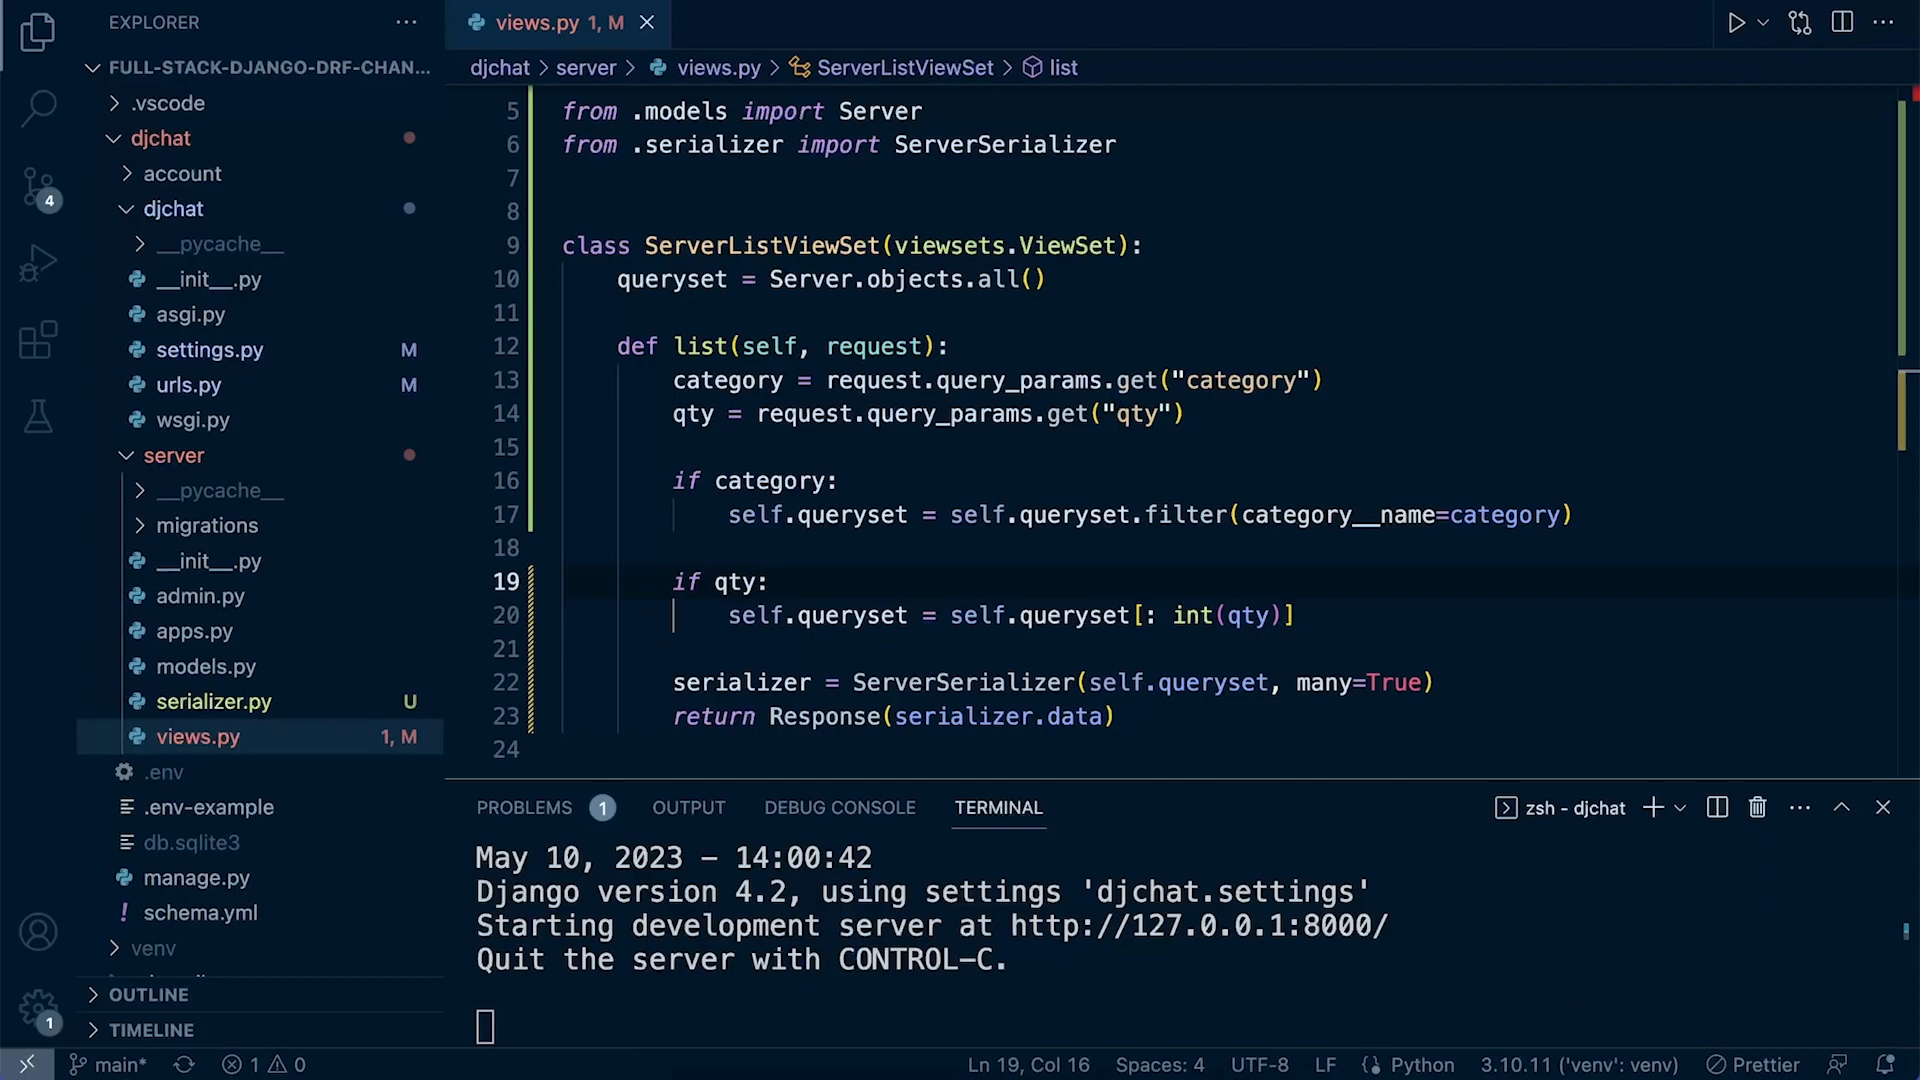 EXPLORER
FULL-STACK-DJANGO-DRF-CHAN...
.vscode
djchat
account
djchat
__pycache__
__init__.py
asgi.py
settings.py M
urls.py M
wsgi.py
server
__pycache__
migrations
__init__.py
admin.py
apps.py
models.py
serializer.py U
views.py 1, M
.env
.env-example
db.sqlite3
manage.py
schema.yml
venv
OUTLINE
TIMELINE
4
1
views.py 1, M
djchat > server > views.py > ServerListViewSet > list
5 from .models import Server
6 from .serializer import ServerSerializer
7
8
9 class ServerListViewSet(viewsets.ViewSet):
10 queryset = Server.objects.all()
11
12 def list(self, request):
13 category = request.query_params.get("category")
14 qty = request.query_params.get("qty")
15
16 if category:
17 self.queryset = self.queryset.filter(category__name=category)
18
19 if qty:
20 self.queryset = self.queryset[: int(qty)]
21
22 serializer = ServerSerializer(self.queryset, many=True)
23 return Response(serializer.data)
24
PROBLEMS 1 OUTPUT DEBUG CONSOLE TERMINAL zsh - djchat
May 10, 2023 - 14:00:42
Django version 4.2, using settings 'djchat.settings'
Starting development server at http://127.0.0.1:8000/
Quit the server with CONTROL-C.
main* 1 0 Ln 19, Col 16 Spaces: 4 UTF-8 LF Python 3.10.11 ('venv': venv) Prettier